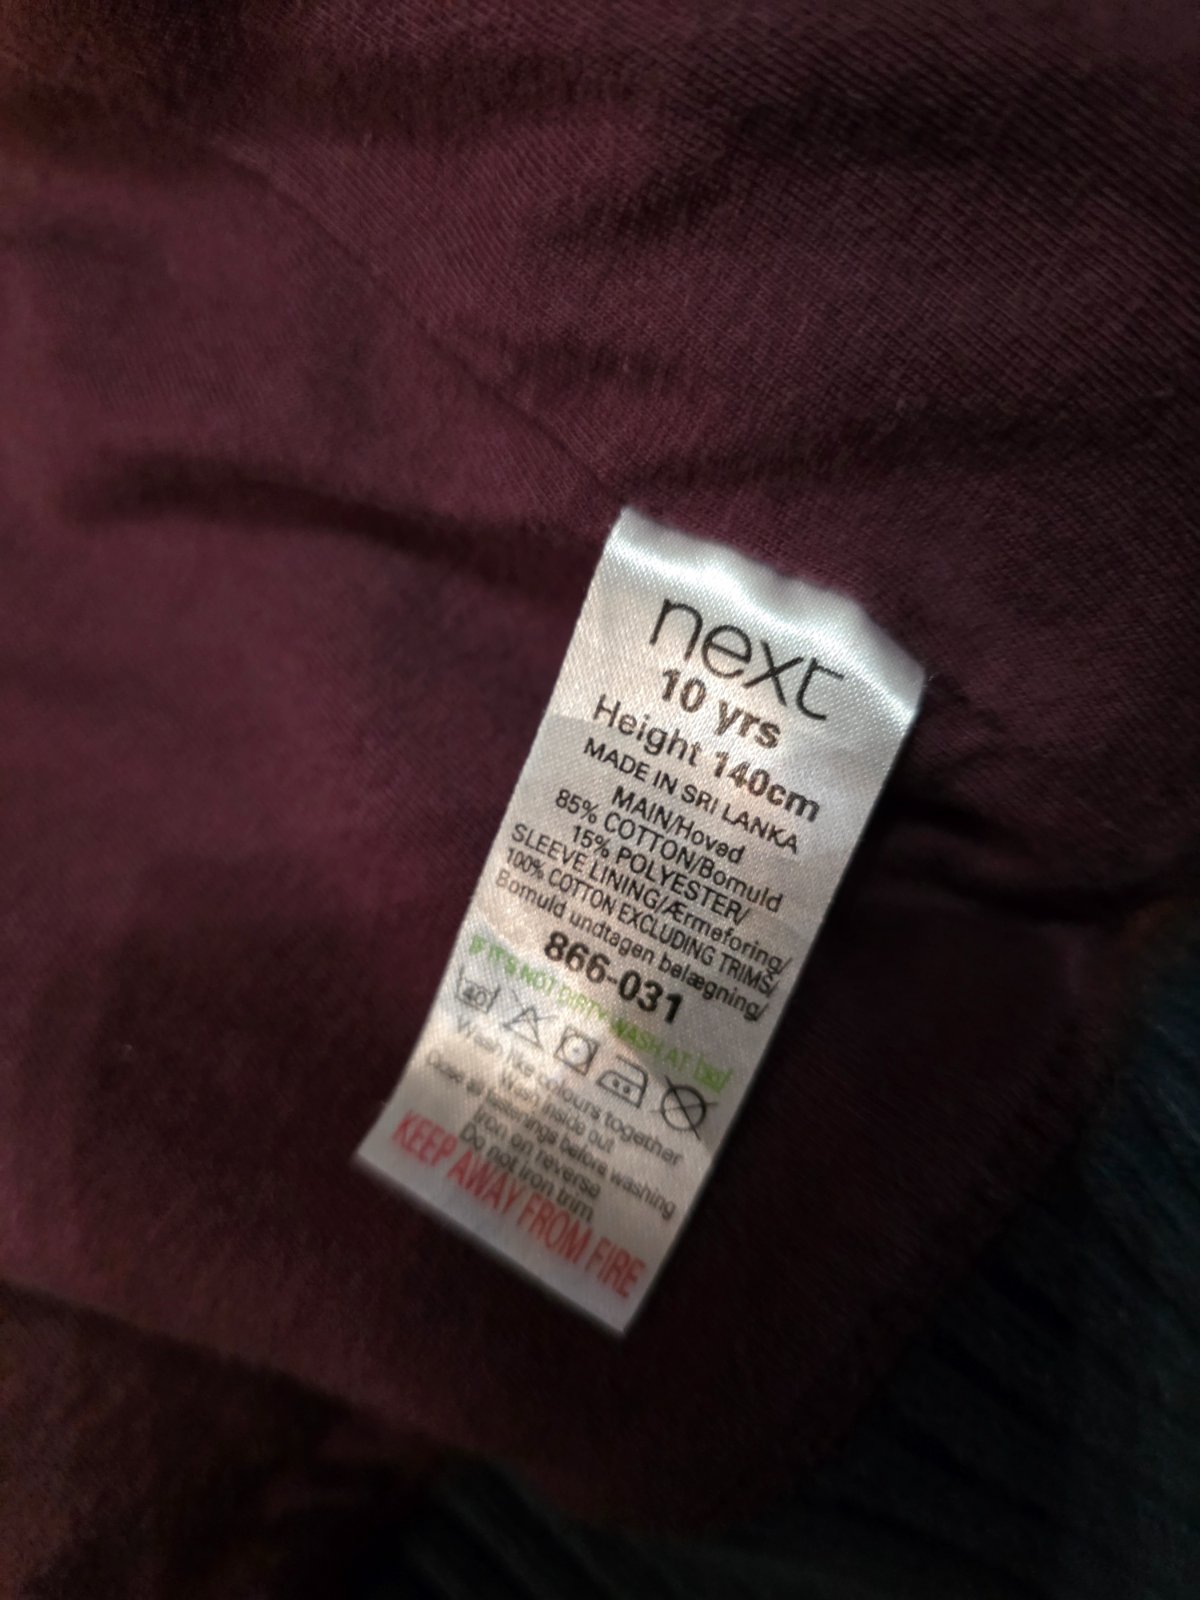 next
10 yrs
Height 140cm
MADE IN SRI LANKA
MAIN/Hoved
85% COTTON/Bomuld
15% POLYESTER/
SLEEVE LINING/Ærmeforing/
100% COTTON EXCLUDING TRIMS/
Bomuld undtagen belægning/
866-031
IF IT'S NOT DIRTY WASH AT 30
40
Wash like colours together
Wash inside out
Close all fastenings before washing
Iron on reverse
Do not iron trim
KEEP AWAY FROM FIRE